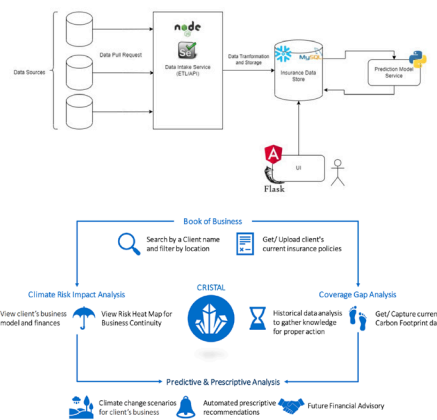 node
Se
Data Pull Request
Data Sources
Data Intake Service
(ETL/API)
Data Tranformation
and Storage
MySQL
Insurance Data
Store
Prediction Model
Service
UI
Flask
Book of Business
Search by a Client name
and filter by location
Get/ Upload client's
current insurance policies
Climate Risk Impact Analysis
CRISTAL
Coverage Gap Analysis
View client's business
model and finances
View Risk Heat Map for
Business Continuity
Historical data analysis
to gather knowledge
for proper action
Get/ Capture curren
Carbon Footprint da
Predictive & Prescriptive Analysis
Climate change scenarios
for client's business
Automated prescriptive
recommendations
Future Financial Advisory